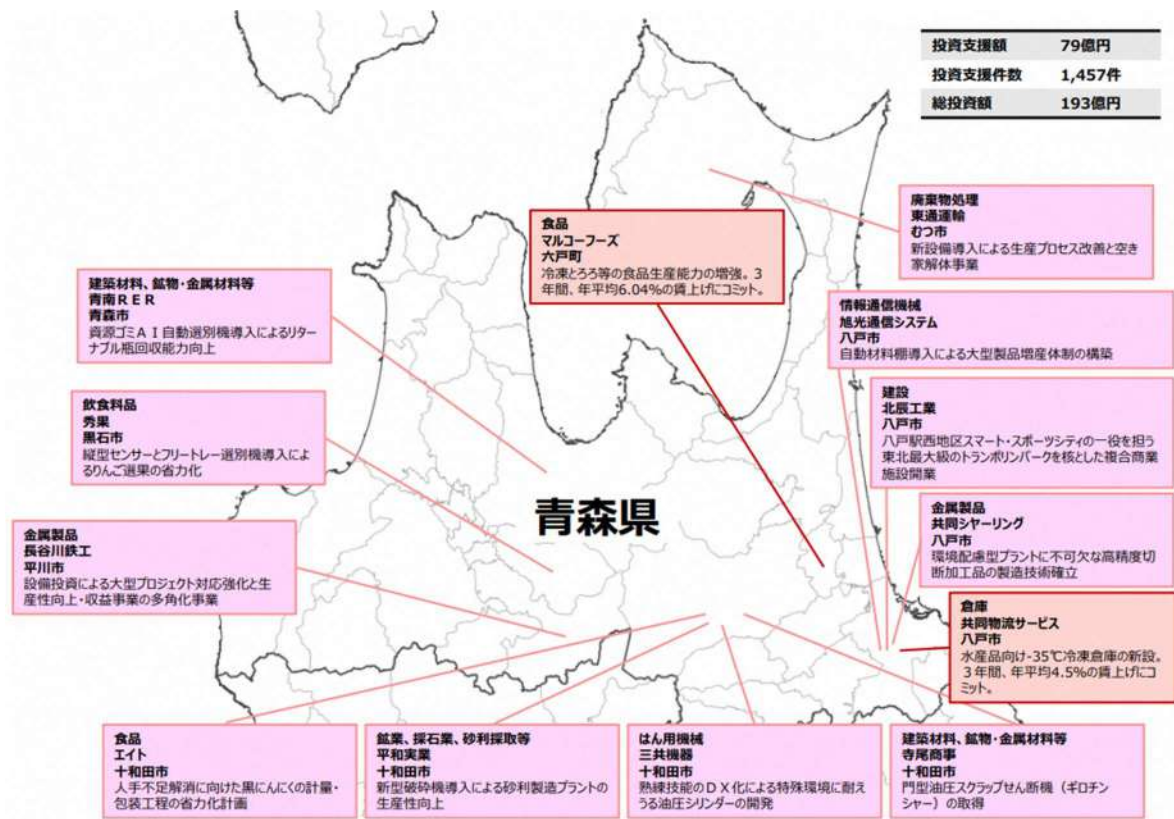 投資支援額 79億円
投資支援件数 1,457件
総投資額 193億円
廃棄物処理
東通運輸
むつ市
新設備導入による生産プロセス改善と空き
家解体事業
食品
マルコーフーズ
六戸町
冷凍とろろ等の食品生産能力の増強。3
年間、年平均6.04%の賃上げにコミット。
建築材料、鉱物・金属材料等
青南RER
青森市
資源ゴミAI自動選別機導入によるリター
ナブル瓶回収能力向上
情報通信機械
旭光通信システム
八戸市
自動材料棚導入による大型製品増産体制の構築
飲食料品
秀果
黒石市
縦型センサーとフリートレー選別機導入によ
るりんご選果の省力化
建設
北辰工業
八戸市
八戸駅西地区スマート・スポーツシティの一役を担う
東北最大級のトランポリンパークを核とした複合商業
施設開業
青森県
金属製品
長谷川鉄工
平川市
設備投資による大型プロジェクト対応強化と生
産性向上・収益事業の多角化事業
金属製品
共同シヤーリング
八戸市
環境配慮型プラントに不可欠な高精度切
断加工品の製造技術確立
倉庫
共同物流サービス
八戸市
水産品向け-35℃冷凍倉庫の新設。
3年間、年平均4.5%の賃上げにコ
ミット。
食品
エイト
十和田市
人手不足解消に向けた黒にんにくの計量・
包装工程の省力化計画
鉱業、採石業、砂利採取等
平和実業
十和田市
新型破砕機導入による砂利製造プラントの
生産性向上
はん用機械
三共機器
十和田市
熟練技能のDX化による特殊環境に耐え
うる油圧シリンダーの開発
建築材料、鉱物・金属材料等
寺尾商事
十和田市
門型油圧スクラップせん断機（ギロチン
シャー）の取得